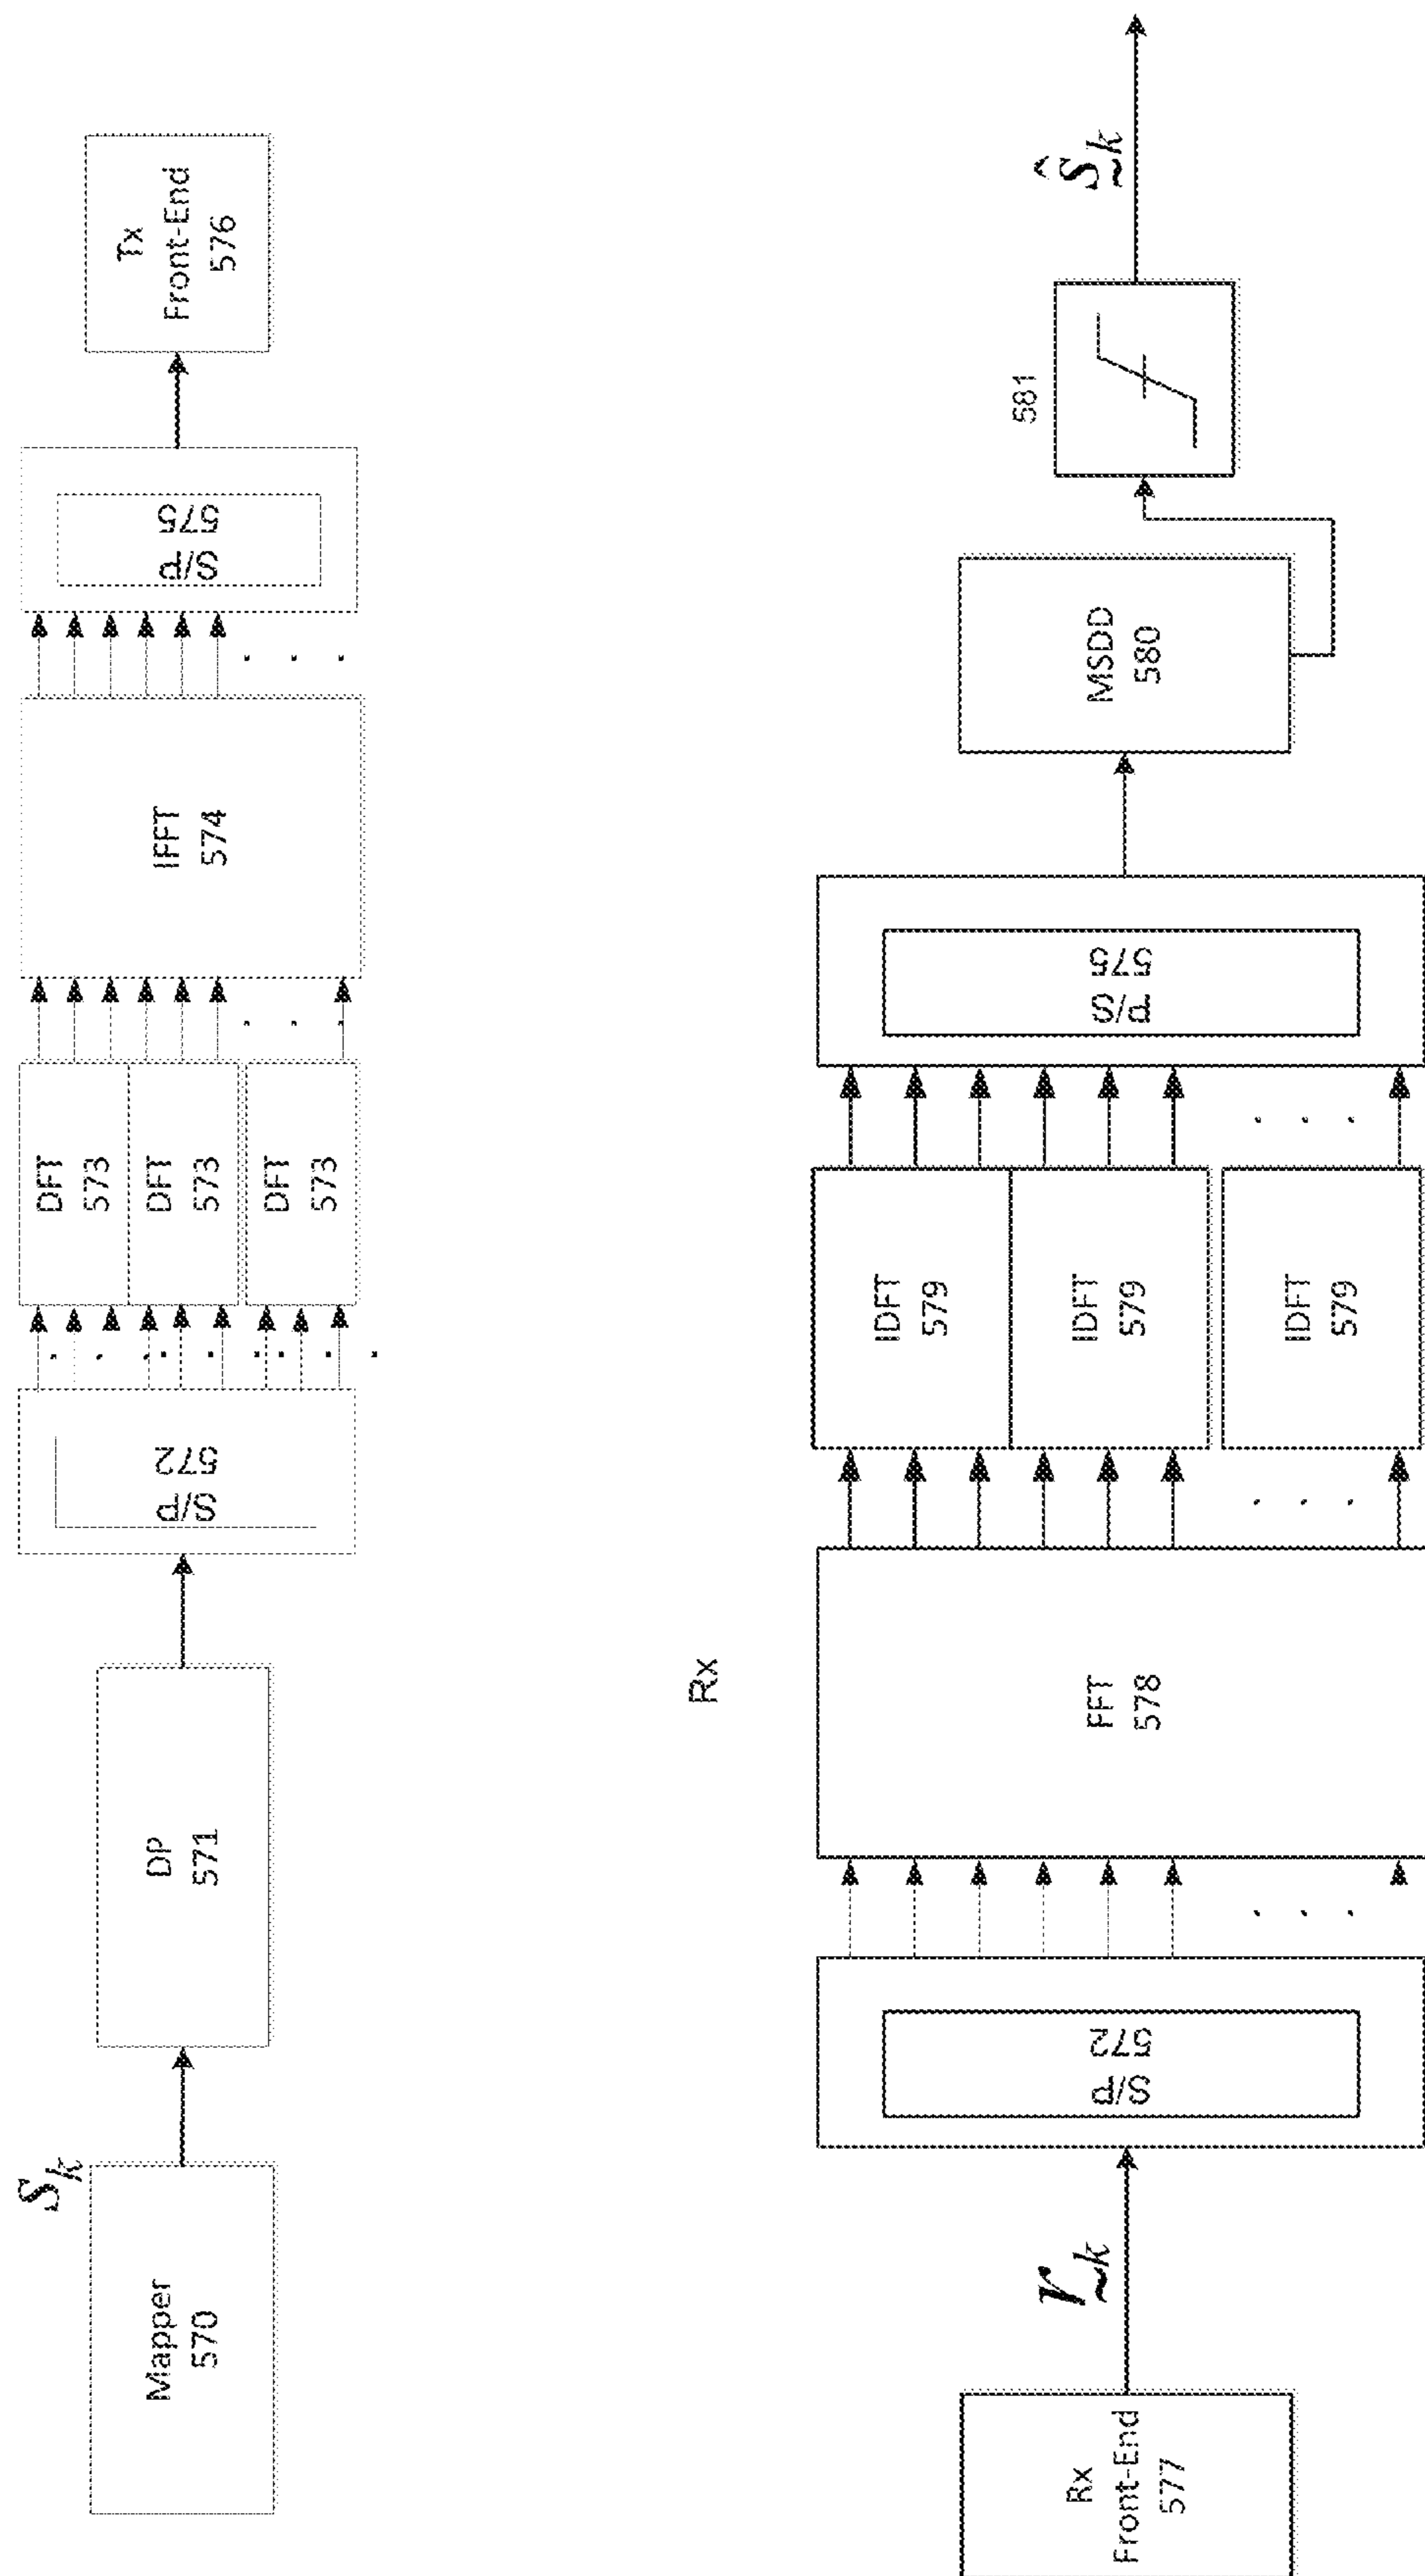 s_k
Mapper
570
DP
571
S/P
572
DFT
573
DFT
573
DFT
573
IFFT
574
S/P
575
Tx
Front-End
576
Rx
Rx
Front-End
577
r_k
S/P
572
FFT
578
IDFT
579
IDFT
579
IDFT
579
P/S
575
MSDD
580
581
ŝ_k